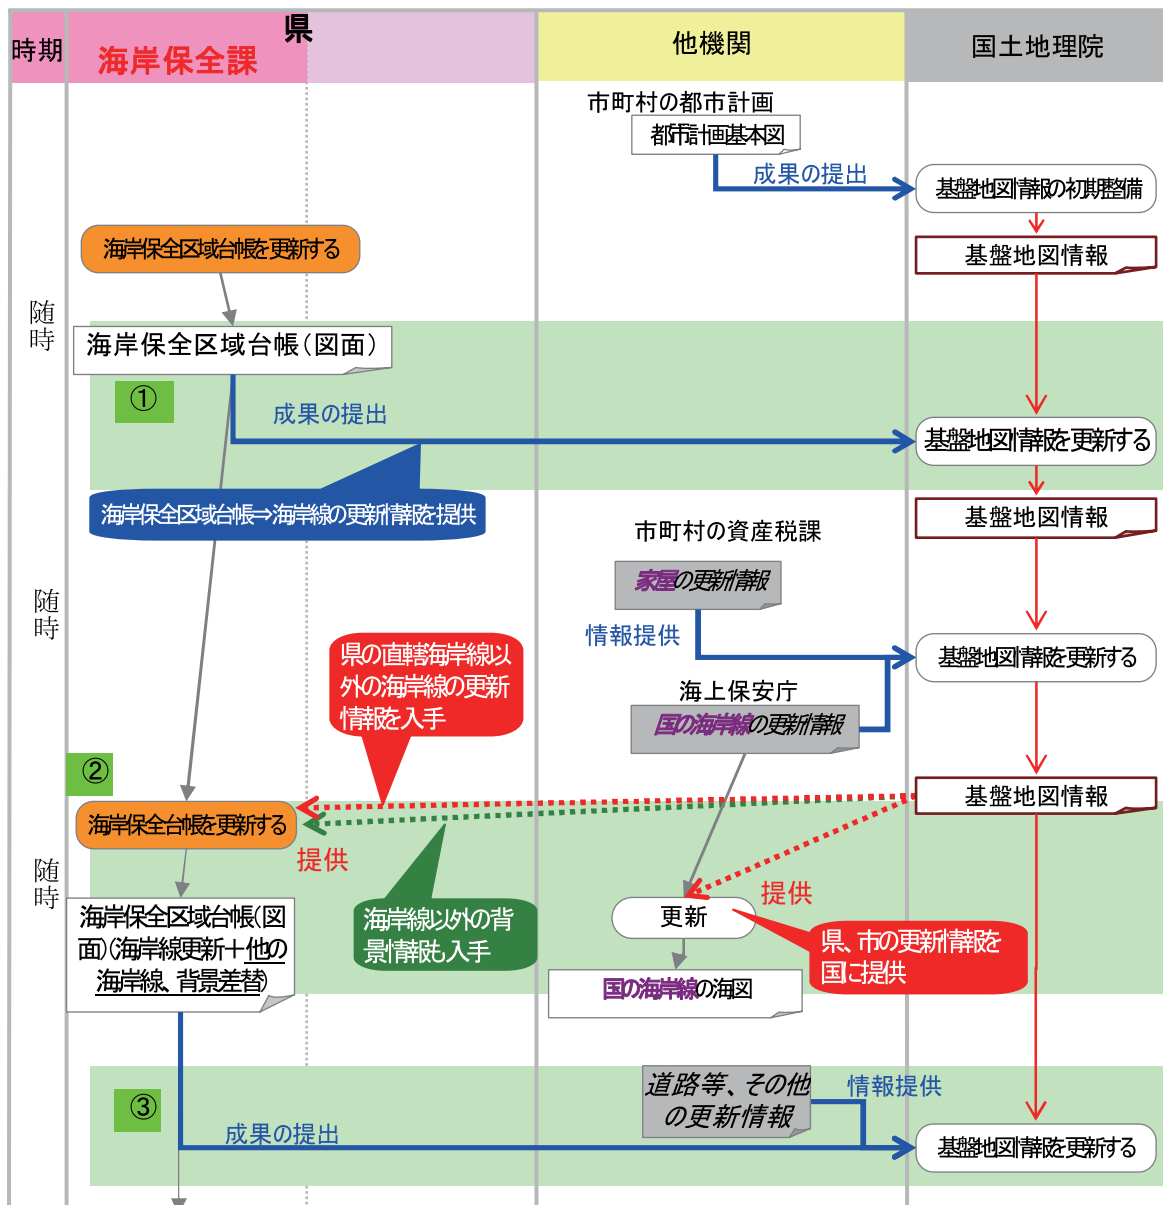 時期
県
海岸保全課
他機関
国土地理院
市町村の都市計画
都市計画基本図
成果の提出
基盤地図情報の初期整備
海岸保全区域台帳を更新する
基盤地図情報
随
時
海岸保全区域台帳（図面）
①
成果の提出
基盤地図情報を更新する
海岸保全区域台帳⇒海岸線の更新情報を提供
基盤地図情報
市町村の資産税課
家屋の更新情報
随
時
情報提供
県の直轄海岸線以
外の海岸線の更新
情報を入手
基盤地図情報を更新する
海上保安庁
国の海岸線の更新情報
②
基盤地図情報
海岸保全台帳を更新する
提供
随
時
提供
海岸保全区域台帳（図
面）（海岸線更新＋他の
海岸線、背景差替）
海岸線以外の背
景情報も入手
更新
県、市の更新情報を
国に提供
国の海岸線の海図
③
道路等、その他
の更新情報
情報提供
成果の提出
基盤地図情報を更新する